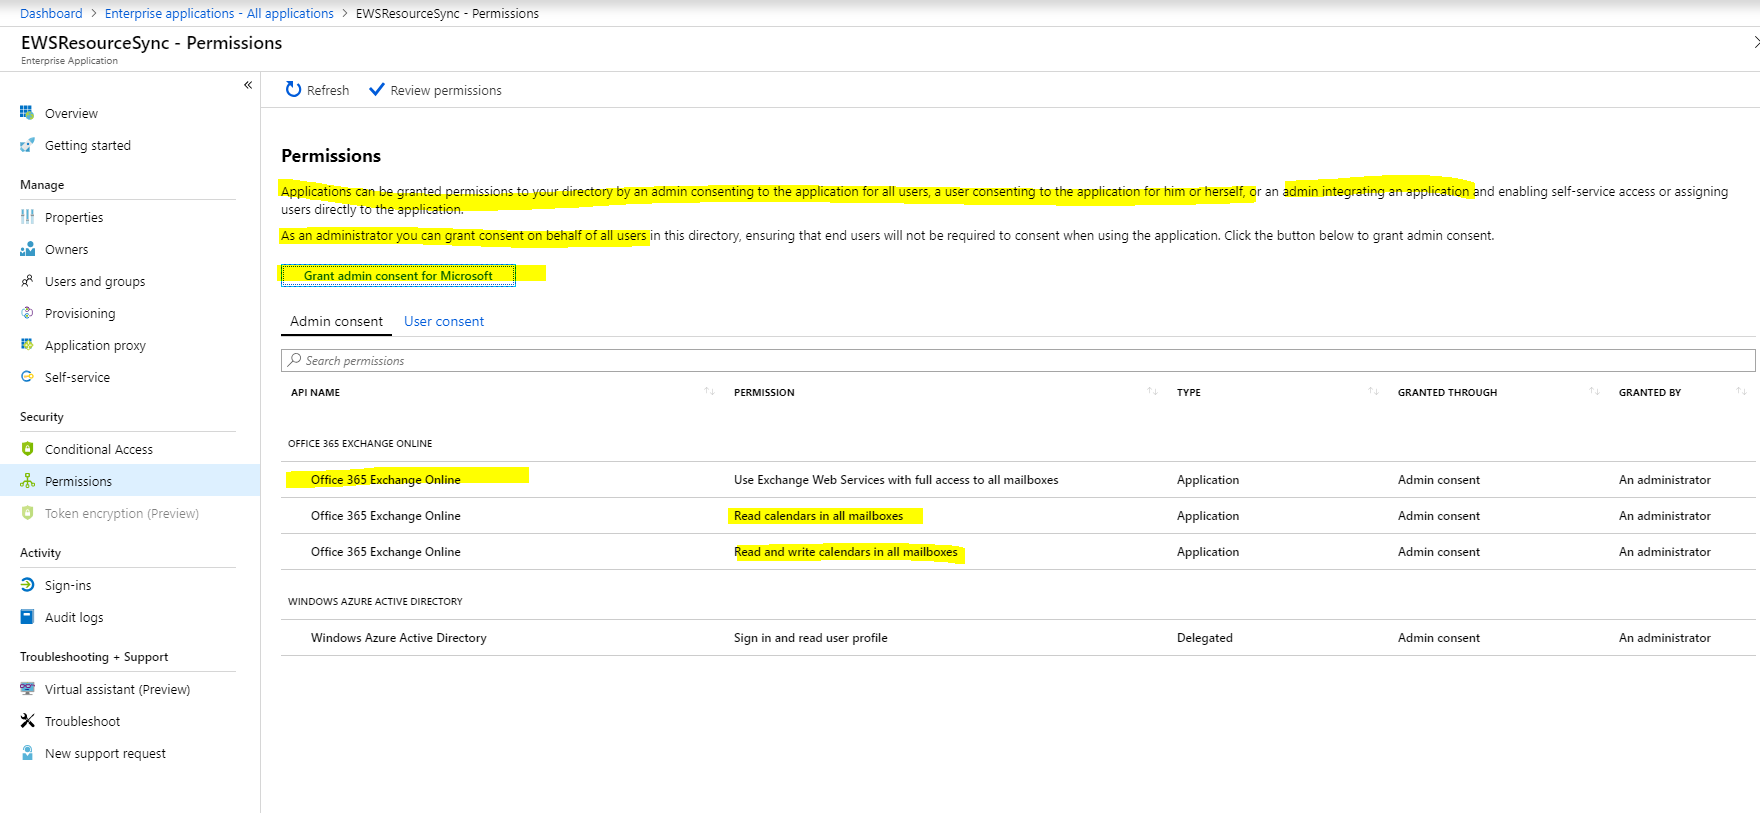 Dashboard > Enterprise applications - All applications > EWSResourceSync - Permissions
EWSResourceSync - Permissions
Enterprise Application
«
Overview
Getting started
Manage
Properties
Owners
Users and groups
Provisioning
Application proxy
Self-service
Security
Conditional Access
Permissions
Token encryption (Preview)
Activity
Sign-ins
Audit logs
Troubleshooting + Support
Virtual assistant (Preview)
Troubleshoot
New support request
Refresh Review permissions
Permissions
Applications can be granted permissions to your directory by an admin consenting to the application for all users, a user consenting to the application for him or herself, or an admin integrating an application and enabling self-service access or assigning
users directly to the application.
As an administrator you can grant consent on behalf of all users in this directory, ensuring that end users will not be required to consent when using the application. Click the button below to grant admin consent.
Grant admin consent for Microsoft
Admin consent User consent
Search permissions
API NAME PERMISSION TYPE GRANTED THROUGH GRANTED BY
OFFICE 365 EXCHANGE ONLINE
Office 365 Exchange Online Use Exchange Web Services with full access to all mailboxes Application Admin consent An administrator
Office 365 Exchange Online Read calendars in all mailboxes Application Admin consent An administrator
Office 365 Exchange Online Read and write calendars in all mailboxes Application Admin consent An administrator
WINDOWS AZURE ACTIVE DIRECTORY
Windows Azure Active Directory Sign in and read user profile Delegated Admin consent An administrator